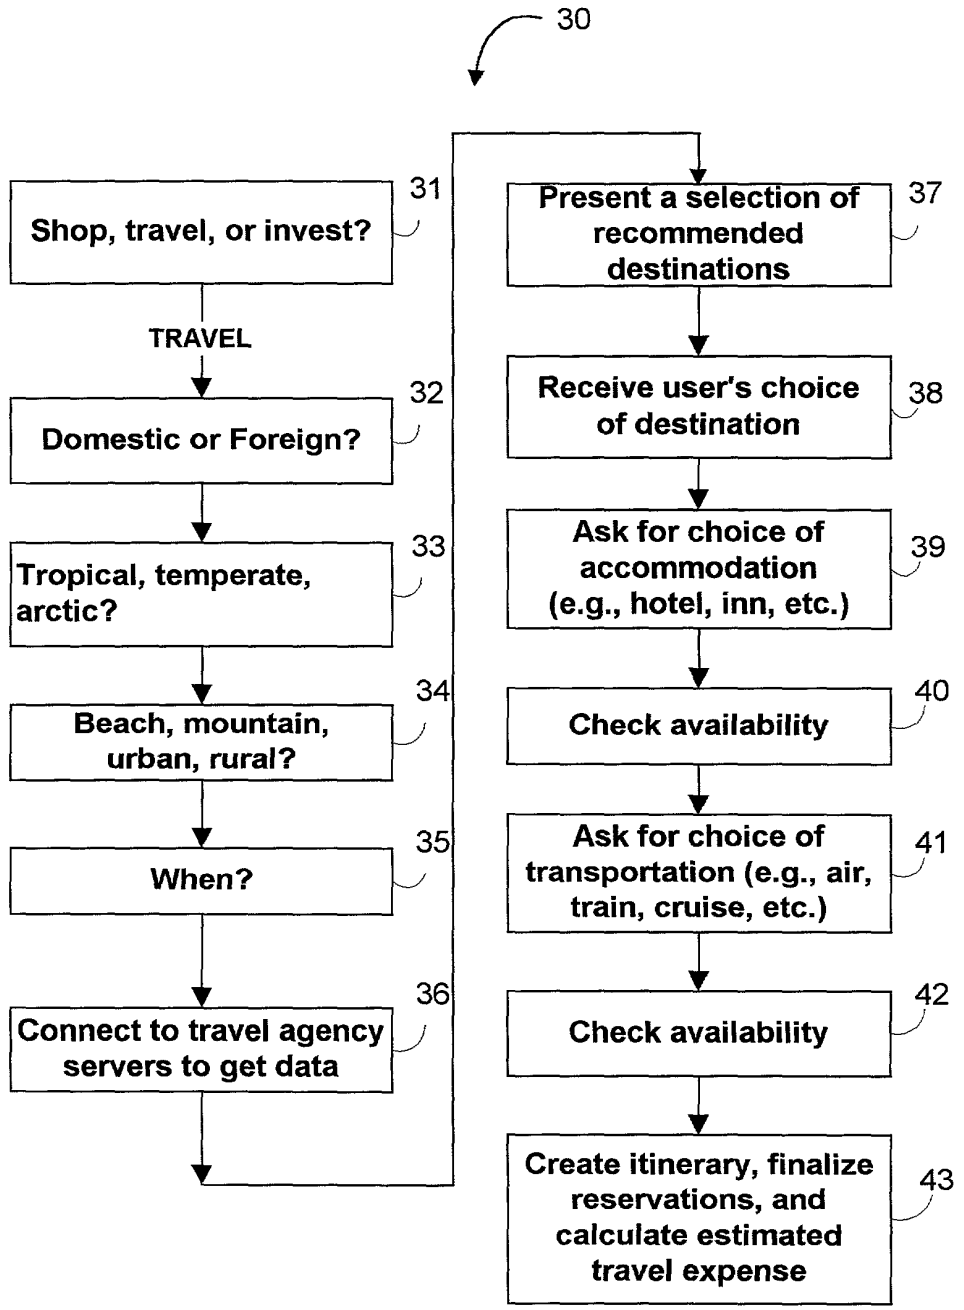 30
31
Shop, travel, or invest?
TRAVEL
32
Domestic or Foreign?
33
Tropical, temperate,
arctic?
34
Beach, mountain,
urban, rural?
35
When?
36
Connect to travel agency
servers to get data
37
Present a selection of
recommended
destinations
38
Receive user's choice
of destination
39
Ask for choice of
accommodation
(e.g., hotel, inn, etc.)
40
Check availability
41
Ask for choice of
transportation (e.g., air,
train, cruise, etc.)
42
Check availability
43
Create itinerary, finalize
reservations, and
calculate estimated
travel expense